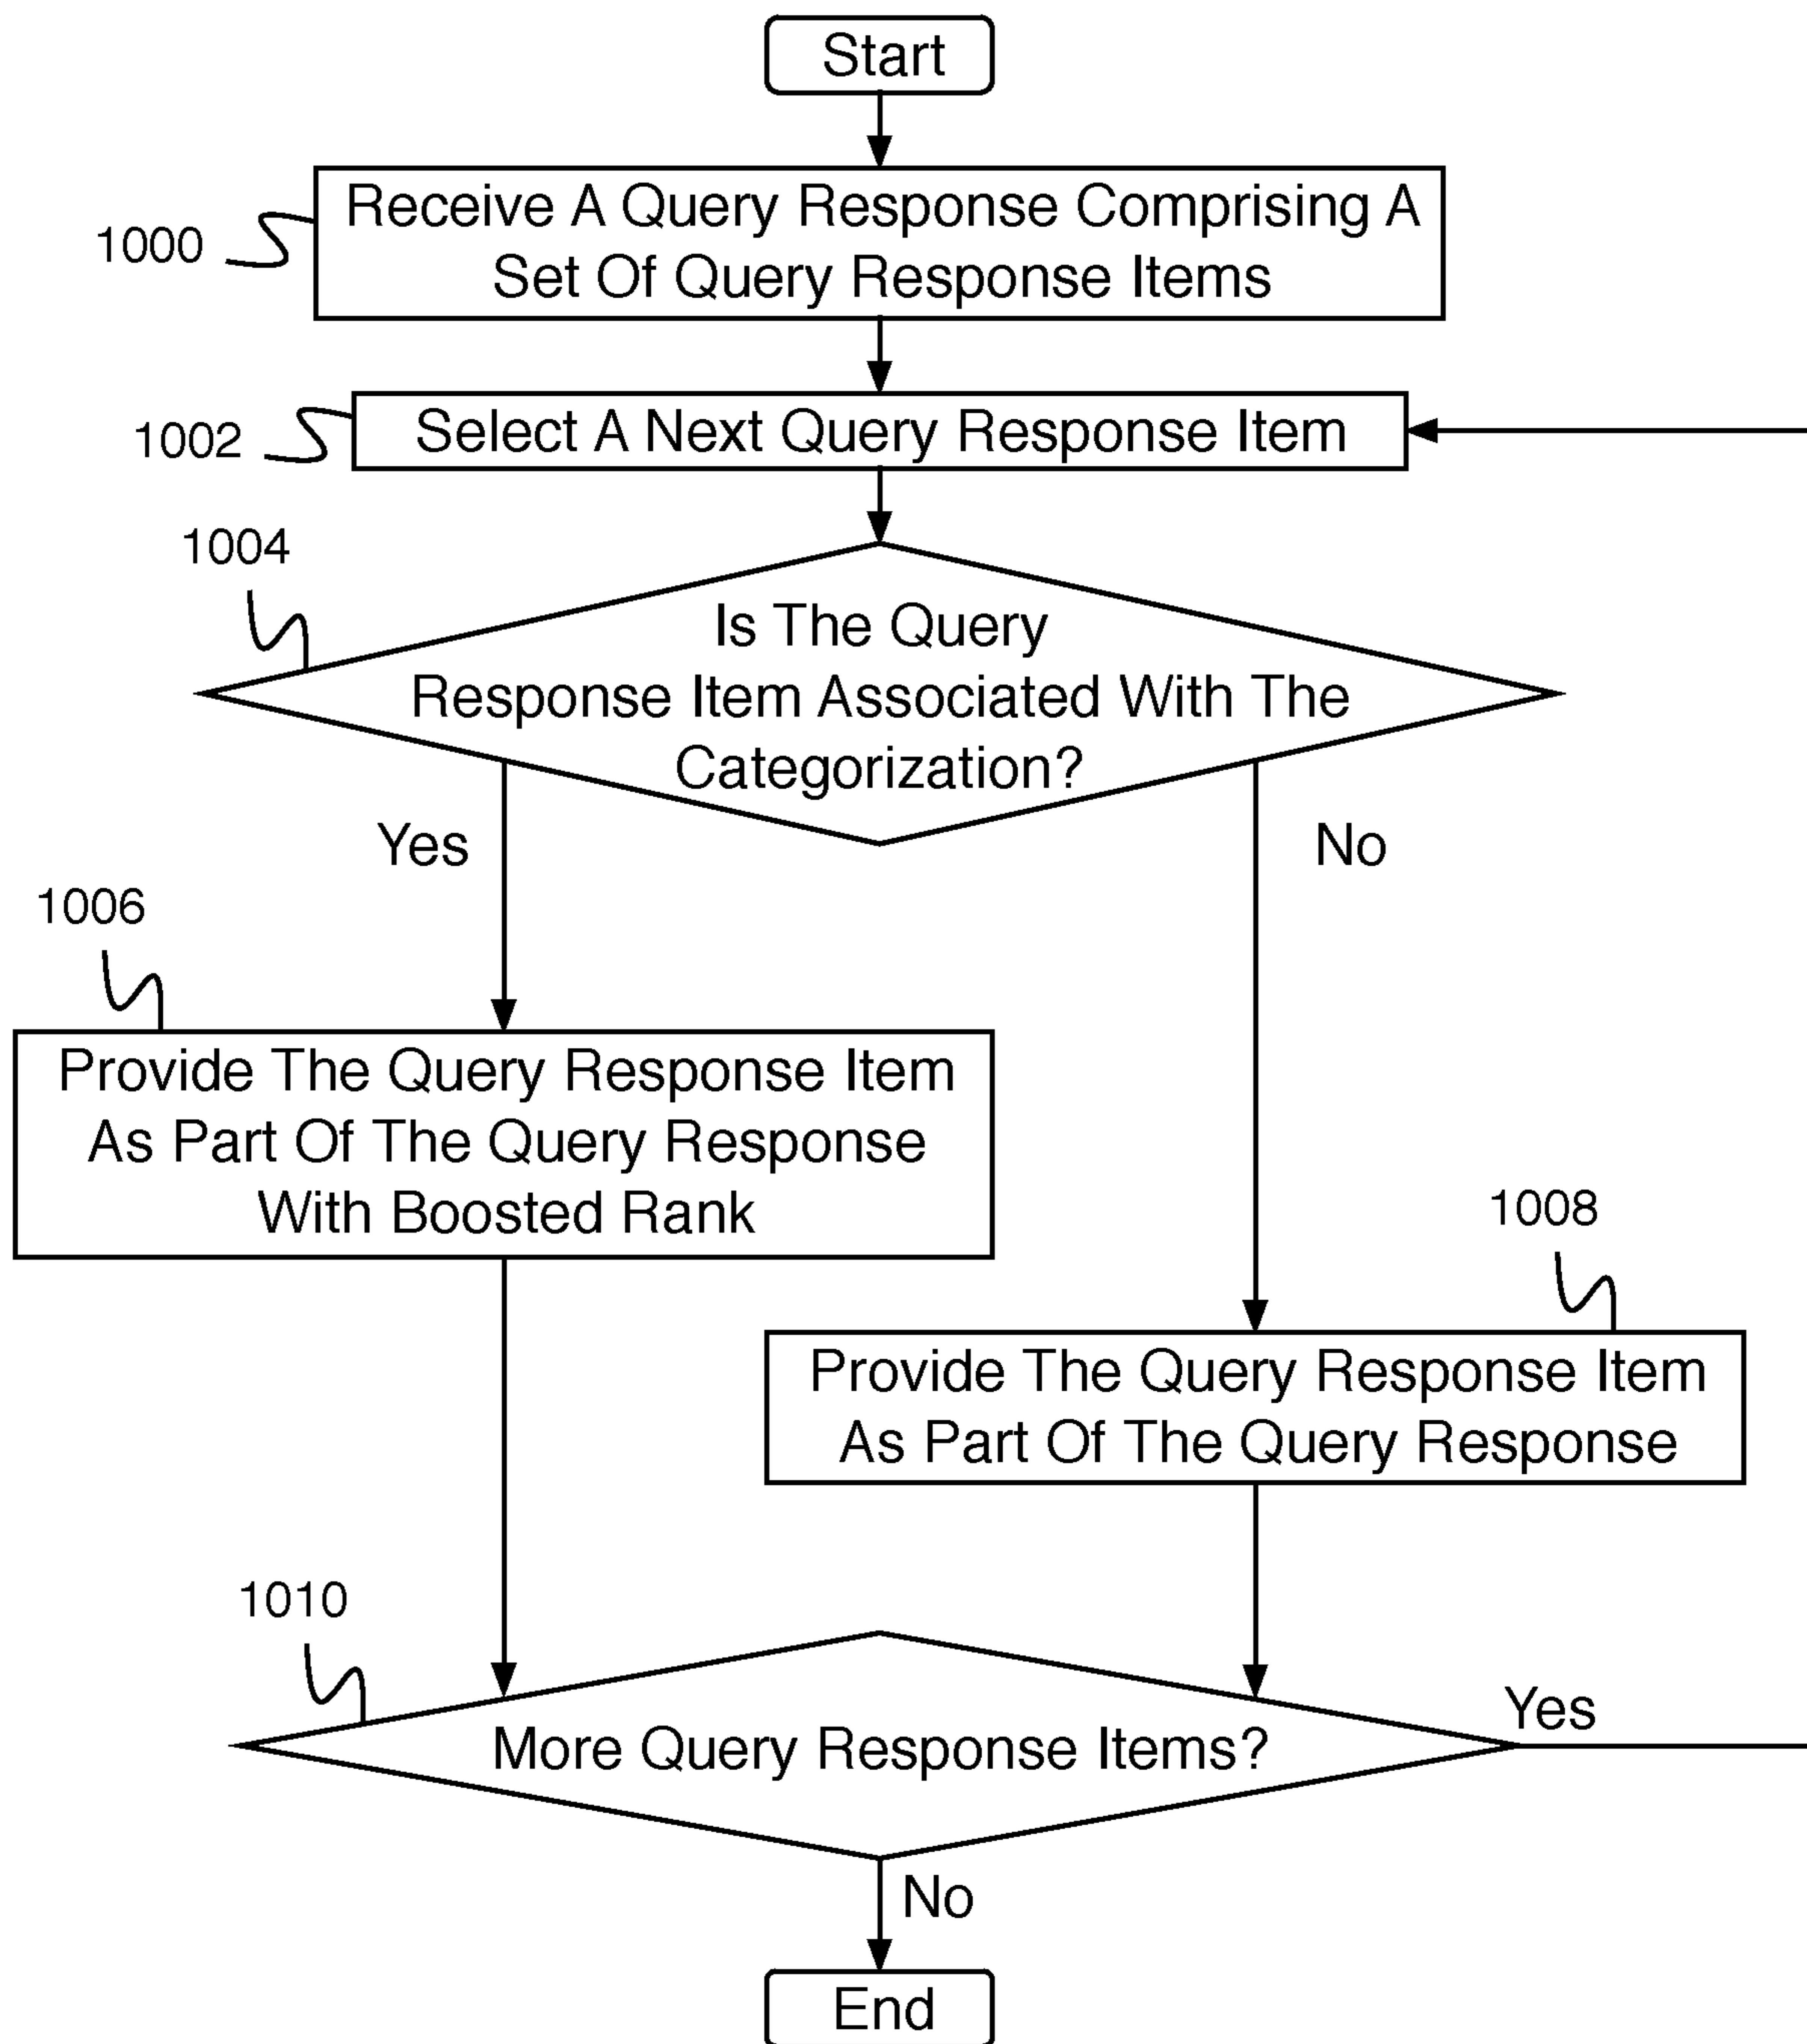 Start
1000
Receive A Query Response Comprising A
Set Of Query Response Items
1002
Select A Next Query Response Item
1004
Is The Query
Response Item Associated With The
Categorization?
Yes
No
1006
Provide The Query Response Item
As Part Of The Query Response
With Boosted Rank
1008
Provide The Query Response Item
As Part Of The Query Response
1010
More Query Response Items?
Yes
No
End